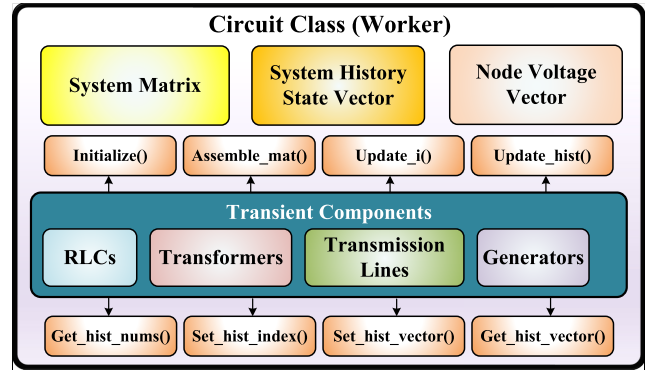 Circuit Class (Worker)
System Matrix
System History
State Vector
Node Voltage
Vector
Initialize()
Assemble_mat()
Update_i()
Update_hist()
Transient Components
RLCs
Transformers
Transmission
Lines
Generators
Get_hist_nums()
Set_hist_index()
Set_hist_vector()
Get_hist_vector()